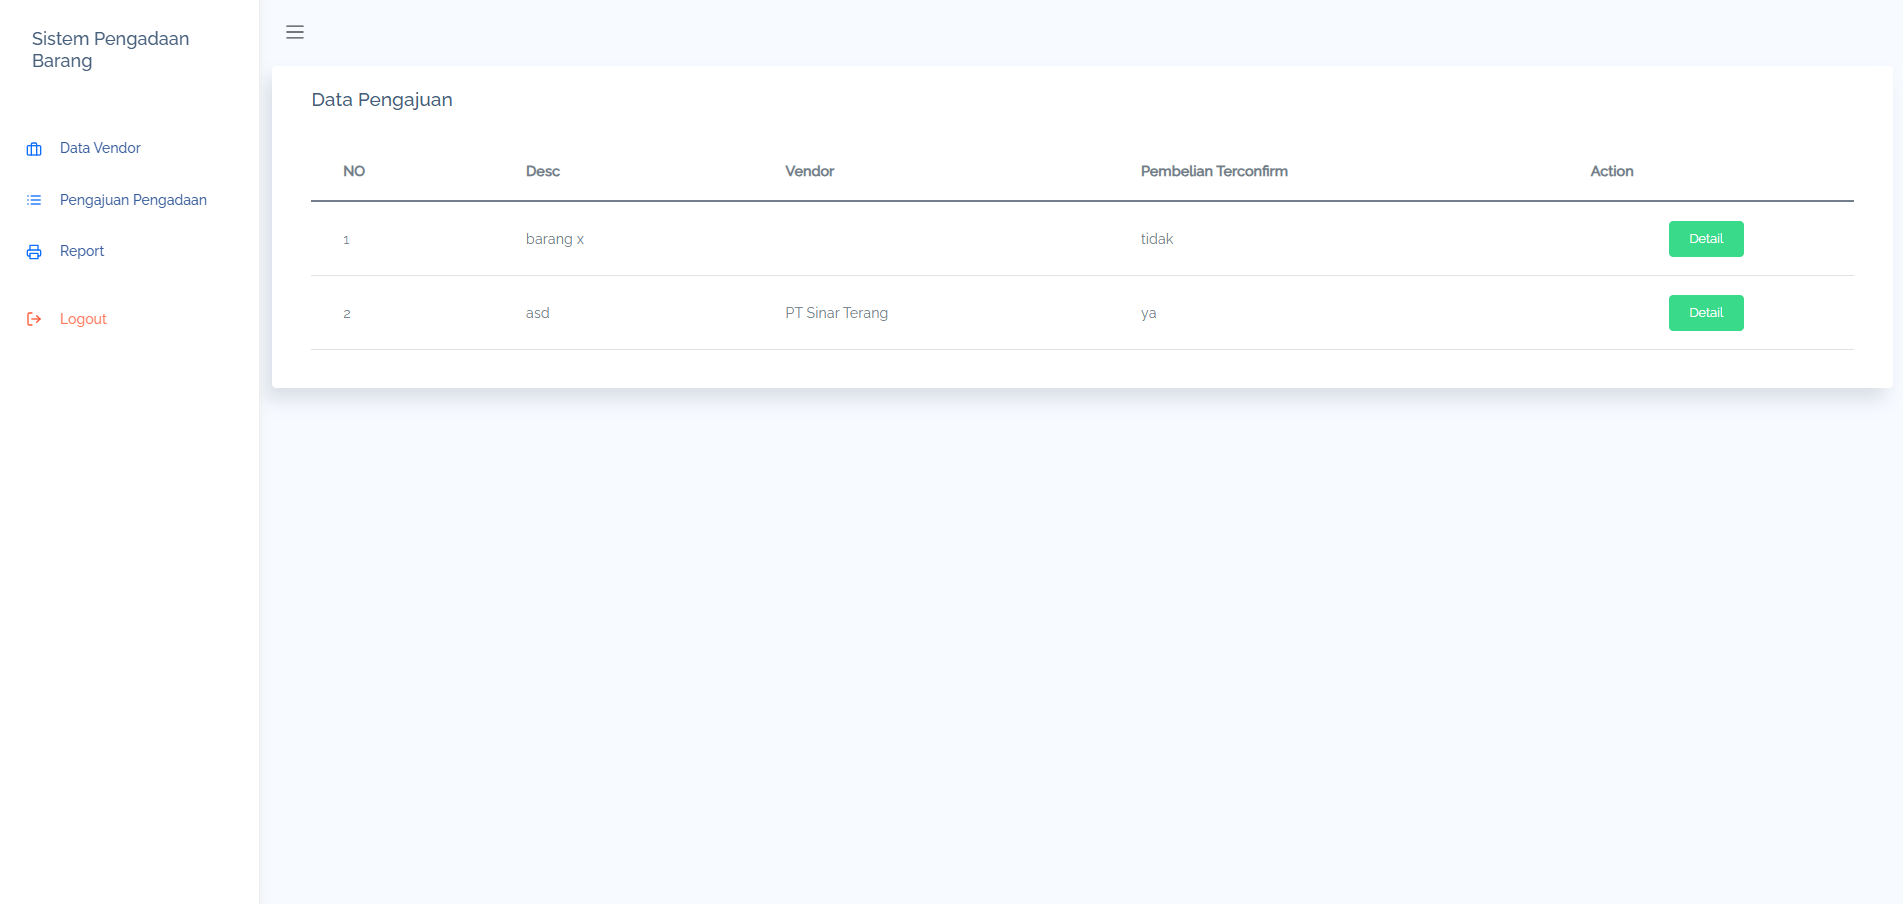 Sistem Pengadaan
Barang
Data Vendor
Pengajuan Pengadaan
Report
Logout
Data Pengajuan
NO Desc Vendor Pembelian Terconfirm Action
1 barang x tidak Detail
2 asd PT Sinar Terang ya Detail